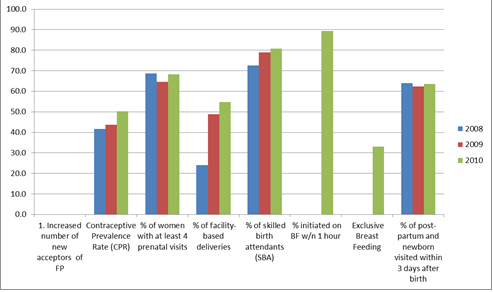 100.0
90.0
80.0
70.0
60.0
50.0
40.0
30.0
20.0
10.0
0.0
2008
2009
2010
1. Increased
number of
new
acceptors of
FP
Contraceptive
Prevalence
Rate (CPR)
% of women
with at least 4
prenatal visits
% of facility-
based
deliveries
% of skilled
birth
attendants
(SBA)
% initiated on
BF w/n 1 hour
Exclusive
Breast
Feeding
% of post-
partum and
newborn
visited within
3 days after
birth